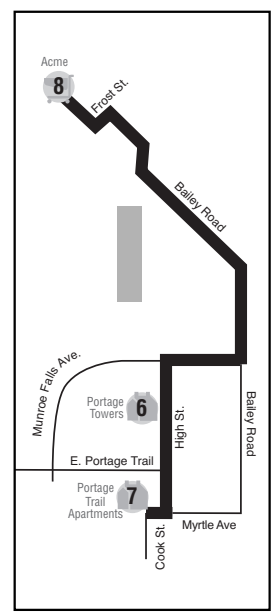 Acme
8
Frost St.
Bailey Road
Munroe Falls Ave.
Portage
Towers
6
High St.
Bailey Road
E. Portage Trail
Portage
Trail
Apartments
7
Cook St.
Myrtle Ave